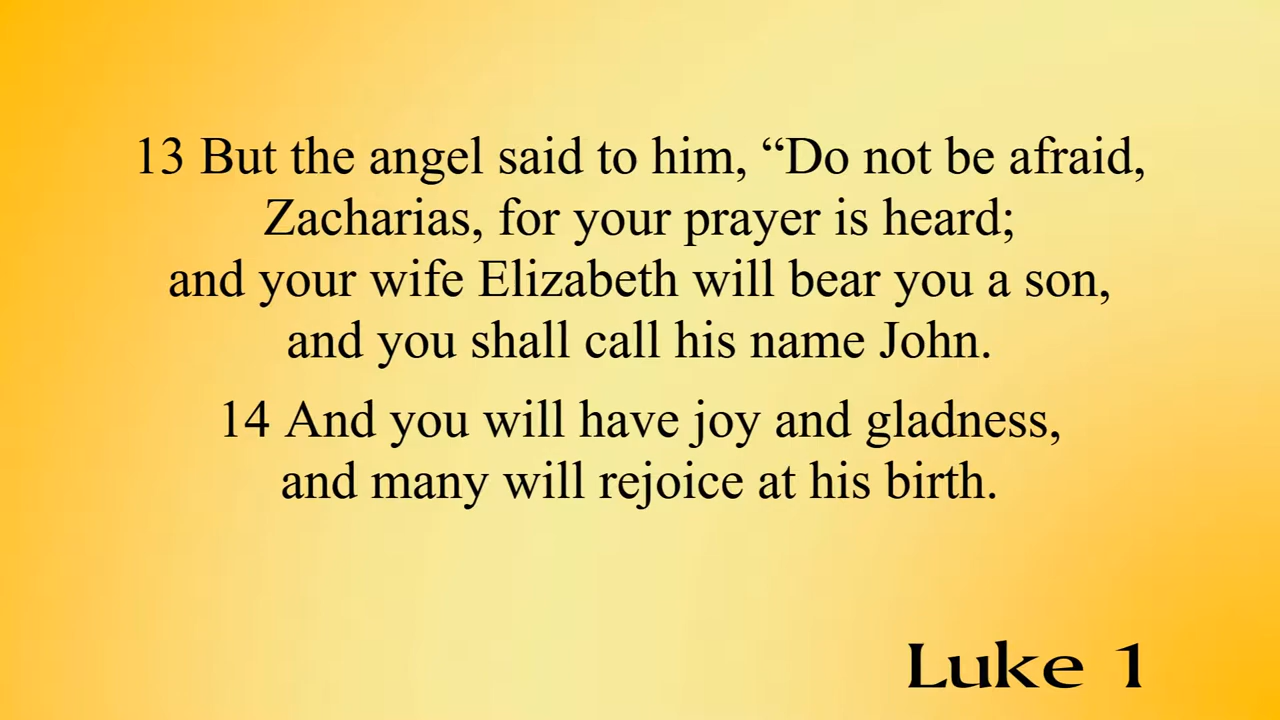 13 But the angel said to him, “Do not be afraid,
Zacharias, for your prayer is heard;
and your wife Elizabeth will bear you a son,
and you shall call his name John.
14 And you will have joy and gladness,
and many will rejoice at his birth.
Luke 1